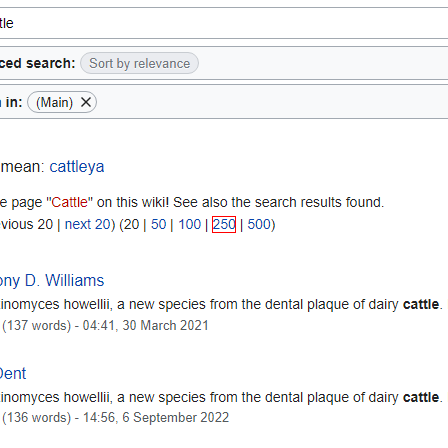 tle
ced search: Sort by relevance
in: (Main) ✕
mean: cattleya
e page "Cattle" on this wiki! See also the search results found.
vious 20 | next 20) (20 | 50 | 100 | 250 | 500)
ony D. Williams
inomyces howellii, a new species from the dental plaque of dairy cattle.
(137 words) - 04:41, 30 March 2021
Dent
inomyces howellii, a new species from the dental plaque of dairy cattle.
(136 words) - 14:56, 6 September 2022